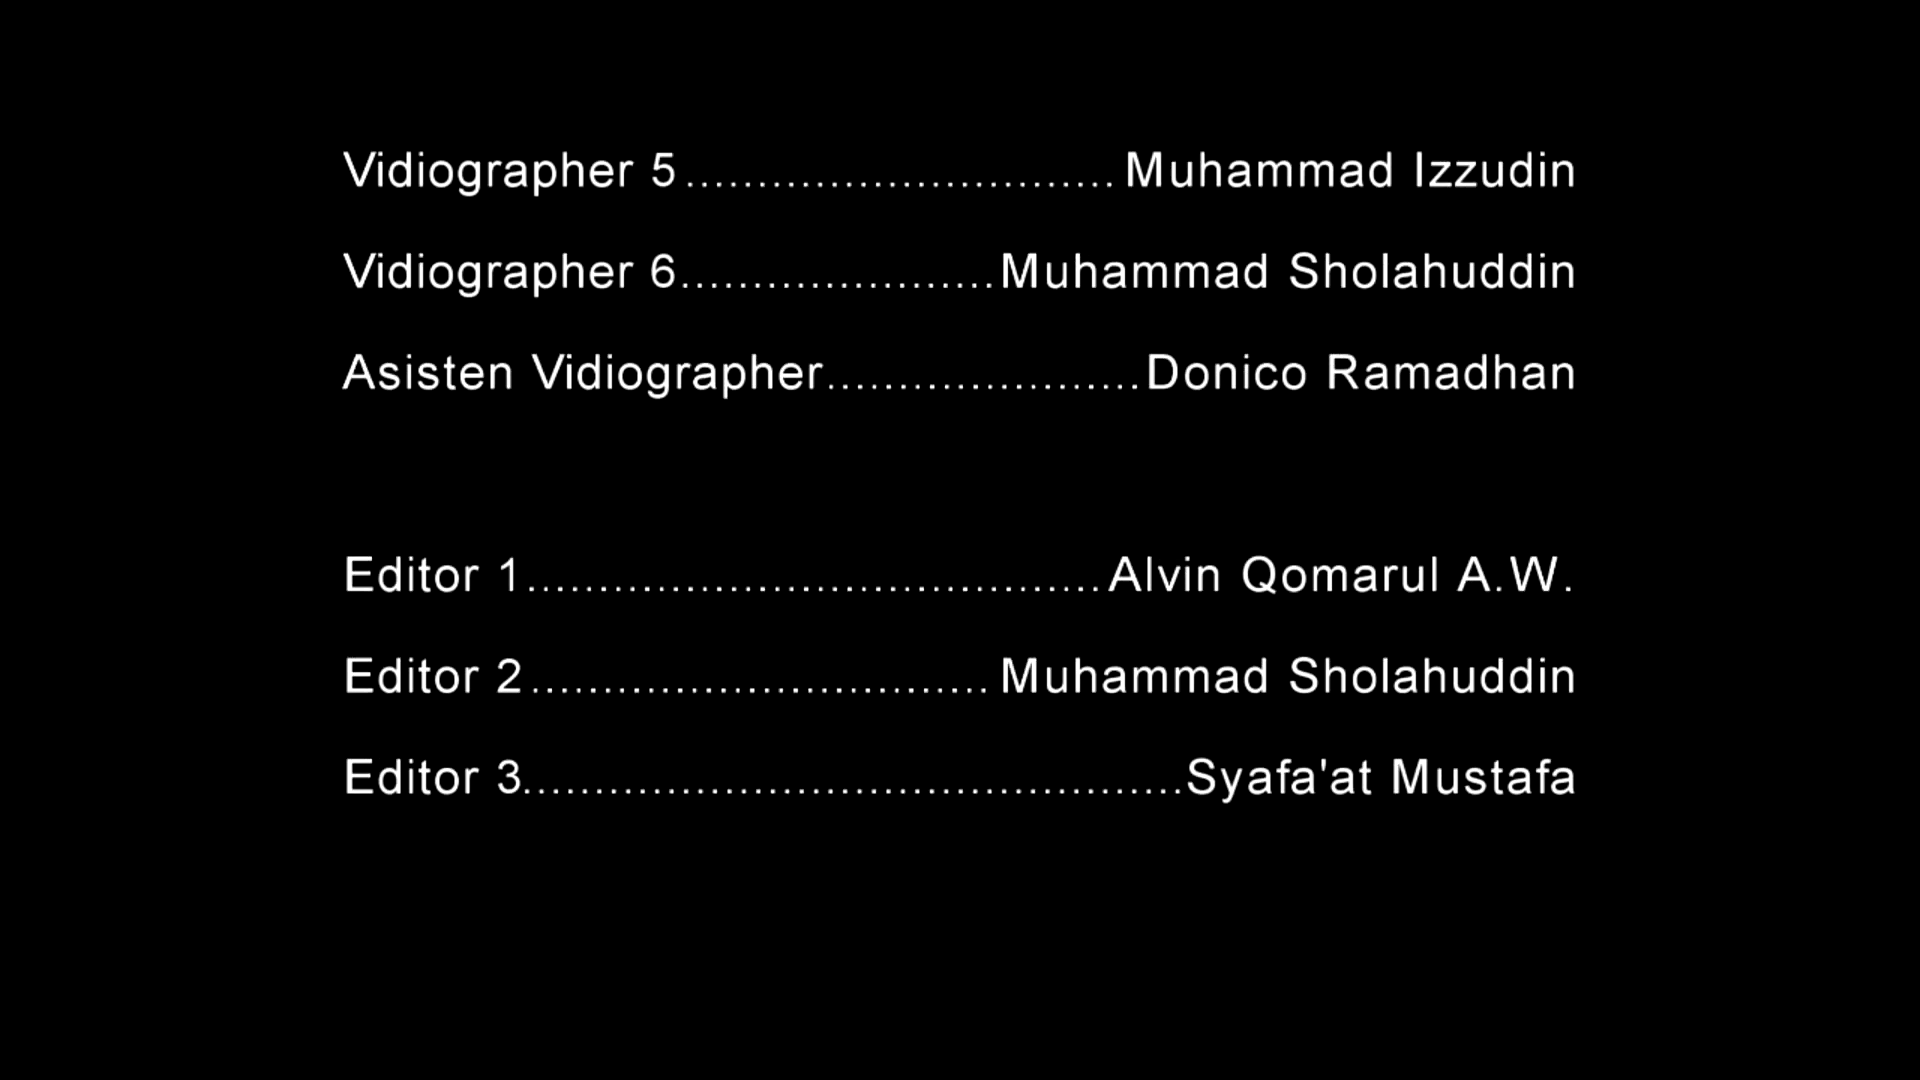 Vidiographer 5..............................Muhammad Izzudin
Vidiographer 6......................Muhammad Sholahuddin
Asisten Vidiographer......................Donico Ramadhan
Editor 1........................................Alvin Qomarul A.W.
Editor 2................................Muhammad Sholahuddin
Editor 3..............................................Syafa'at Mustafa